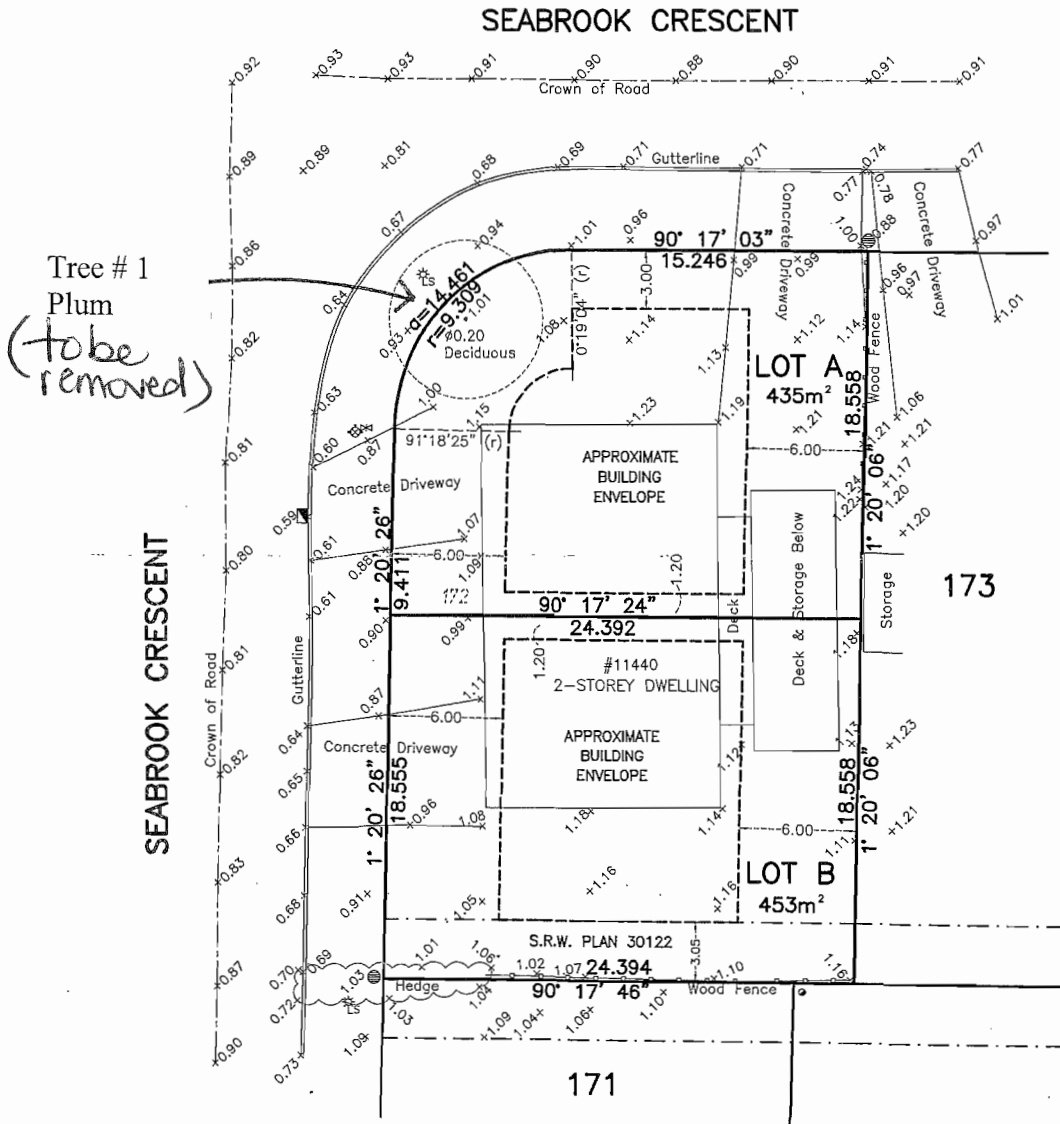 SEABROOK CRESCENT
+0.92
+0.93
+0.93
+0.91
+0.90
+0.88
+0.90
+0.91
+0.91
Crown of Road
+0.89
+0.89
+0.81
+0.68
+0.69
+0.71
Gutterline
+0.71
+0.74
+0.77
0.77
+0.78
Concrete Driveway
Concrete Driveway
+0.86
+0.67
+0.94
+1.01
+0.96
90° 17' 03"
15.246
+0.99
+0.99
1.00
+0.88
+0.97
Tree # 1
Plum
(to be
removed)
Ls
a=14.461
r=9.309
+1.01
0.64
0.93+
ø0.20
Deciduous
1.08+
0°19'04" (r)
3.00
+1.14
+1.12
1.14
+0.96
0.97
+1.01
+0.82
1.13+
LOT A
435m²
Wood Fence
18.558
+0.63
1.00
1.15
+1.23
+1.19
+1.21
+1.06
+1.21
+1.21
+0.81
+0.60
0.87
91°18'25" (r)
6.00
APPROXIMATE
BUILDING
ENVELOPE
Concrete Driveway
1.24
1.22
+1.17
+1.20
+1.20
1° 20' 06"
0.59
+1.07
+0.80
+0.61
0.88
6.00
1.09
1.20
SEABROOK CRESCENT
1° 20' 26"
9.411
172
90° 17' 24"
24.392
Deck
Deck & Storage Below
Storage
173
+0.61
0.90+
0.99+
1.20
#11440
2-STOREY DWELLING
1.18
+0.81
Crown of Road
Gutterline
0.87
1.11
6.00
0.64
Concrete Driveway
APPROXIMATE
BUILDING
ENVELOPE
1.12
1.13
+1.23
+0.82
0.65
1° 20' 26"
18.555
18.558
1° 20' 06"
0.66
+0.96
1.08
1.18+
1.14
6.00
1.11
+1.21
+0.83
0.68
0.91+
1.05+
+1.16
1.16
LOT B
453m²
S.R.W. PLAN 30122
3.05
+0.87
0.70
+0.69
1.03
+1.01
1.06
1.02
1.07
24.394
+1.10
1.16
0.72
Ls
Hedge
1.04
90° 17' 46"
1.10+
Wood Fence
+1.03
+0.90
0.73
1.09
+1.09
1.04+
1.06+
171